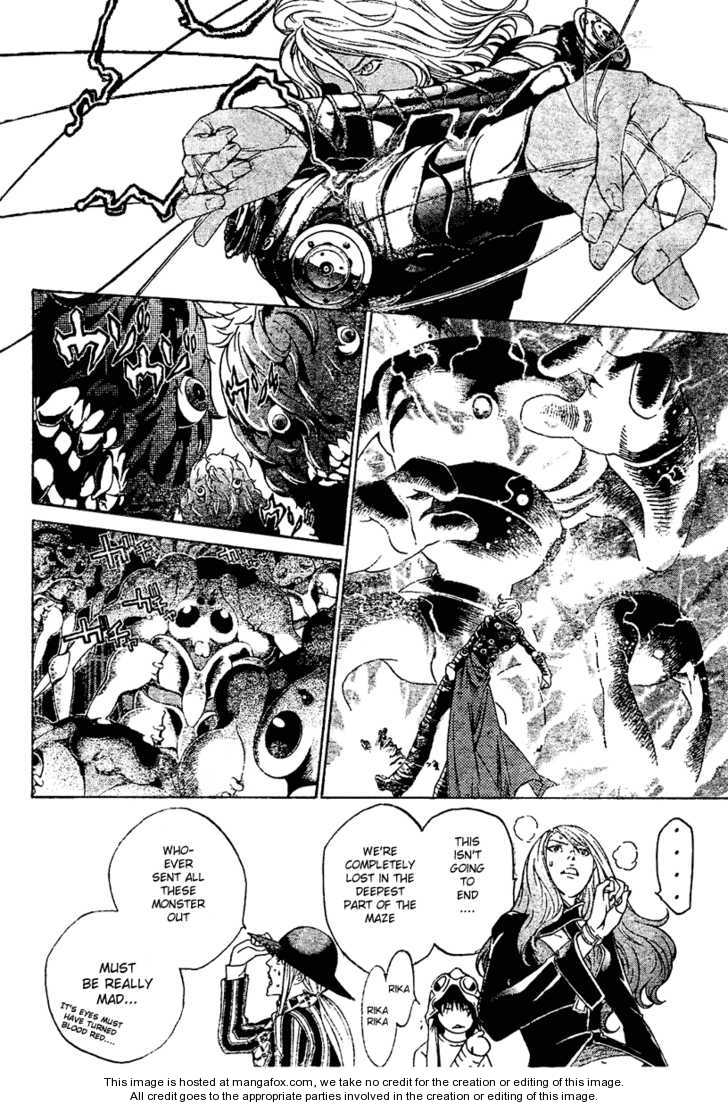 . . . .
THIS
ISN'T
GOING
TO
END
....
WE'RE
COMPLETELY
LOST IN THE
DEEPEST
PART OF THE
MAZE
RIKA
RIKA
RIKA
WHO-
EVER
SENT ALL
THESE
MONSTER
OUT
MUST
BE REALLY
MAD...
IT'S EYES MUST
HAVE TURNED
BLOOD RED....
This image is hosted at mangafox.com, we take no credit for the creation or editing of this image.
All credit goes to the appropriate parties involved in the creation or editing of this image.